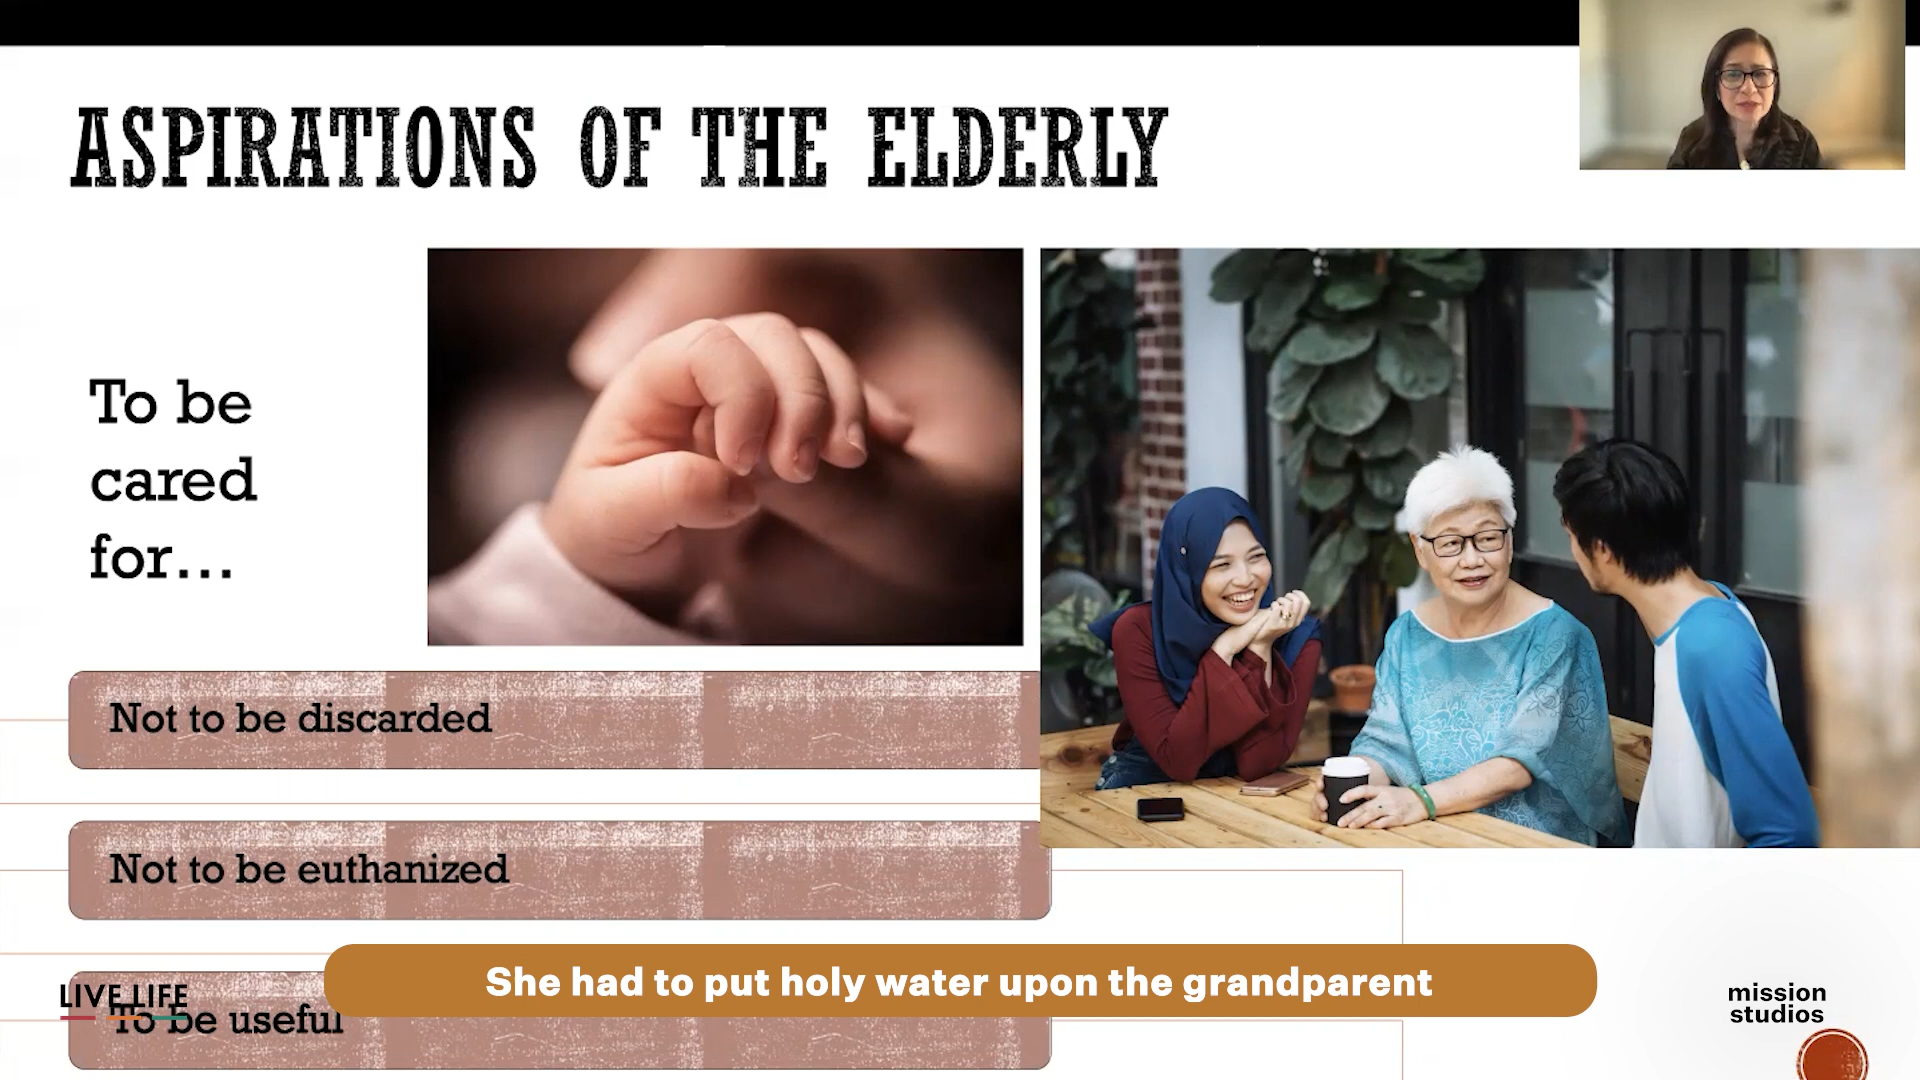 ASPIRATIONS OF THE ELDERLY
To be
cared
for...
Not to be discarded
Not to be euthanized
To be useful
She had to put holy water upon the grandparent
LIVE LIFE
mission
studios